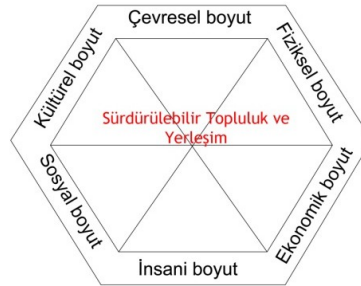 Çevresel boyut
Fiziksel boyut
Kültürel boyut
Sürdürülebilir Topluluk ve
Yerleşim
Sosyal boyut
Ekonomik boyut
İnsani boyut